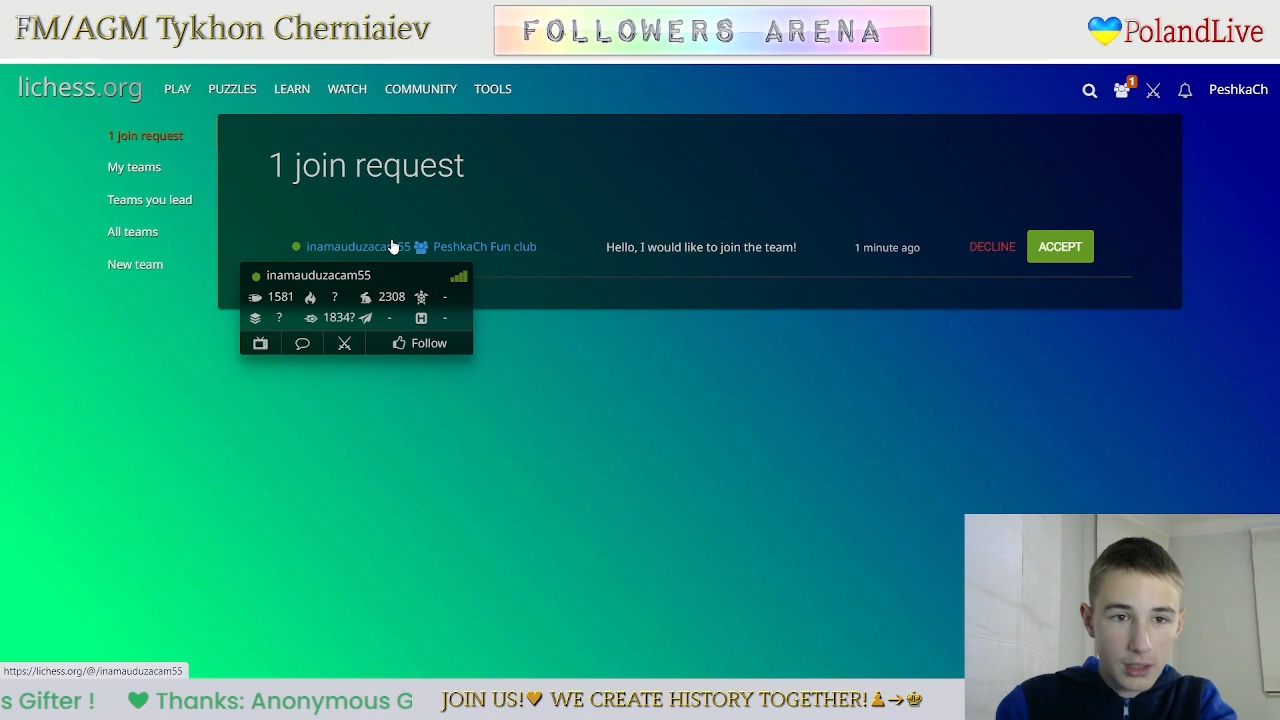 FM/AGM Tykhon Cherniaiev
FOLLOWERS ARENA
PolandLive
lichess.org PLAY PUZZLES LEARN WATCH COMMUNITY TOOLS 1 PeshkaCh
1 join request
My teams
Teams you lead
All teams
New team
1 join request
inamauduzacam55 PeshkaCh Fun club Hello, I would like to join the team! 1 minute ago DECLINE ACCEPT
inamauduzacam55
1581 ? 2308 -
? 1834? - -
Follow
https://lichess.org/@/inamauduzacam55
s Gifter ! Thanks: Anonymous G
JOIN US! WE CREATE HISTORY TOGETHER!